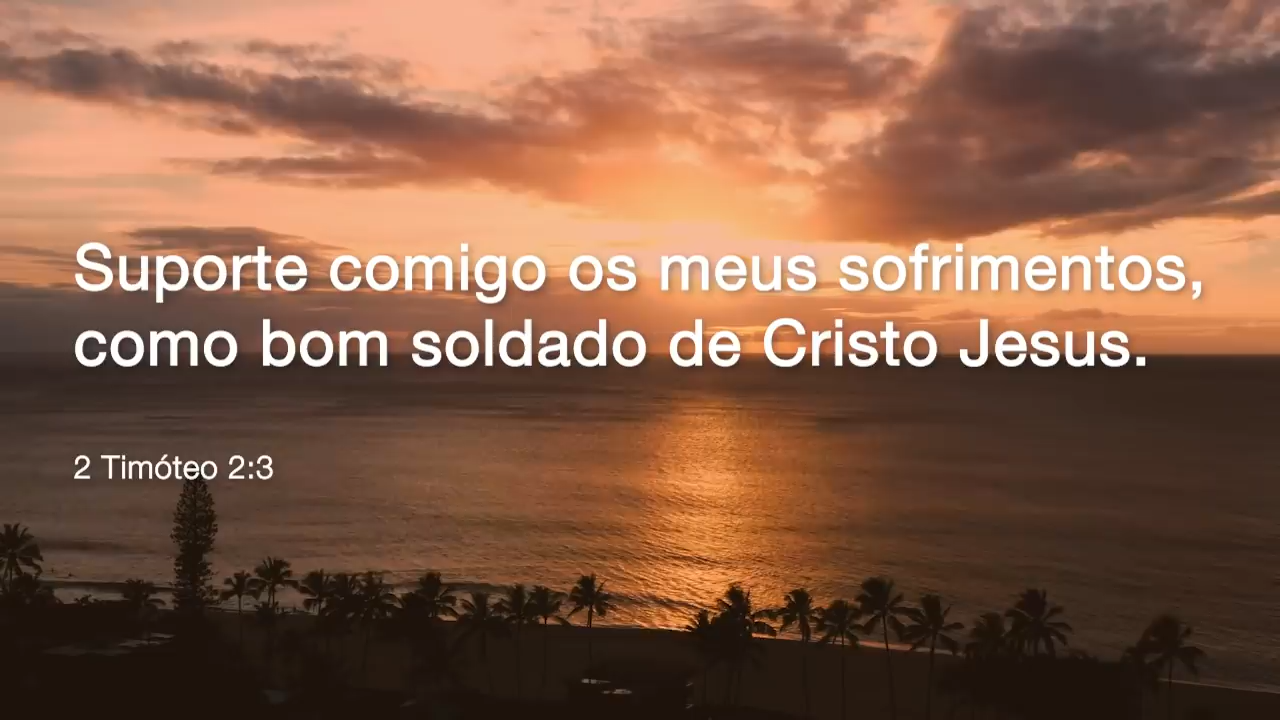 Suporte comigo os meus sofrimentos,
como bom soldado de Cristo Jesus.
2 Timóteo 2:3